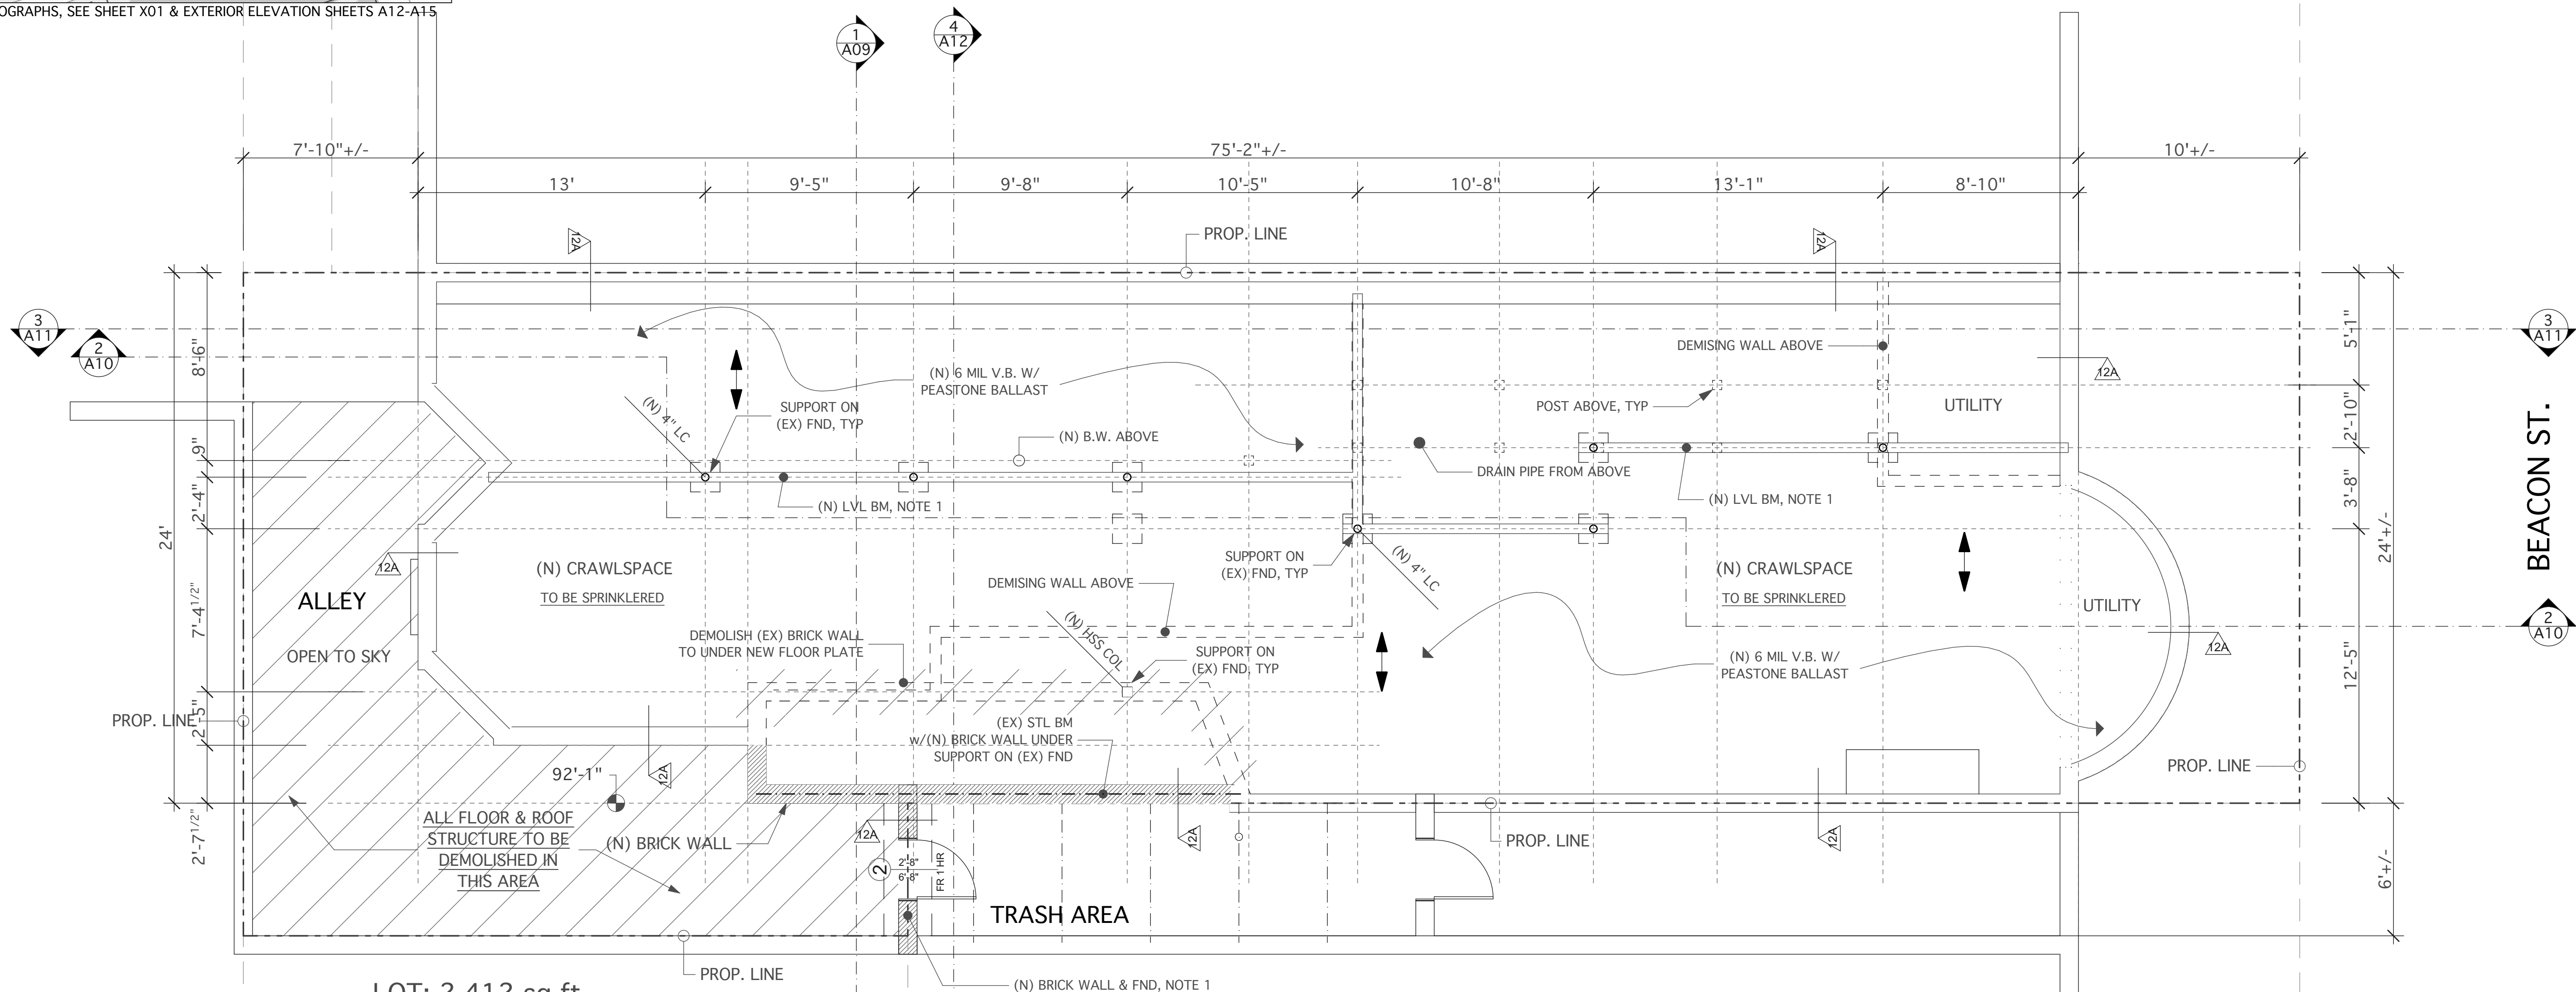 OGRAPHS, SEE SHEET X01 & EXTERIOR ELEVATION SHEETS A12-A15
1
A09
4
A12
7'-10"+/-
75'-2"+/-
10'+/-
13'
9'-5"
9'-8"
10'-5"
10'-8"
13'-1"
8'-10"
PROP. LINE
12A
12A
3
A11
2
A10
3
A11
8'-6"
5'-1"
DEMISING WALL ABOVE
12A
(N) 6 MIL V.B. W/
PEASTONE BALLAST
(N) 4" LC
SUPPORT ON
(EX) FND, TYP
POST ABOVE, TYP
UTILITY
2'-10"
(N) B.W. ABOVE
9"
DRAIN PIPE FROM ABOVE
2'-4"
(N) LVL BM, NOTE 1
(N) LVL BM, NOTE 1
3'-8"
BEACON ST.
24'
24'+/-
12A
(N) CRAWLSPACE
TO BE SPRINKLERED
SUPPORT ON
(EX) FND, TYP
(N) 4" LC
(N) CRAWLSPACE
TO BE SPRINKLERED
DEMISING WALL ABOVE
ALLEY
7'-4 1/2"
UTILITY
2
A10
(N) HSS COL
DEMOLISH (EX) BRICK WALL
TO UNDER NEW FLOOR PLATE
OPEN TO SKY
SUPPORT ON
(EX) FND, TYP
12A
(N) 6 MIL V.B. W/
PEASTONE BALLAST
12'-5"
PROP. LINE
2'-5"
(EX) STL BM
w/(N) BRICK WALL UNDER
SUPPORT ON (EX) FND
92'-1"
12A
PROP. LINE
ALL FLOOR & ROOF
STRUCTURE TO BE
DEMOLISHED IN
THIS AREA
2'-7 1/2"
(N) BRICK WALL
12A
12A
PROP. LINE
12A
2
2'-8"
6'-8"
FR 1 HR
6'+/-
TRASH AREA
PROP. LINE
(N) BRICK WALL & FND, NOTE 1
LOT: 2,412 sq ft